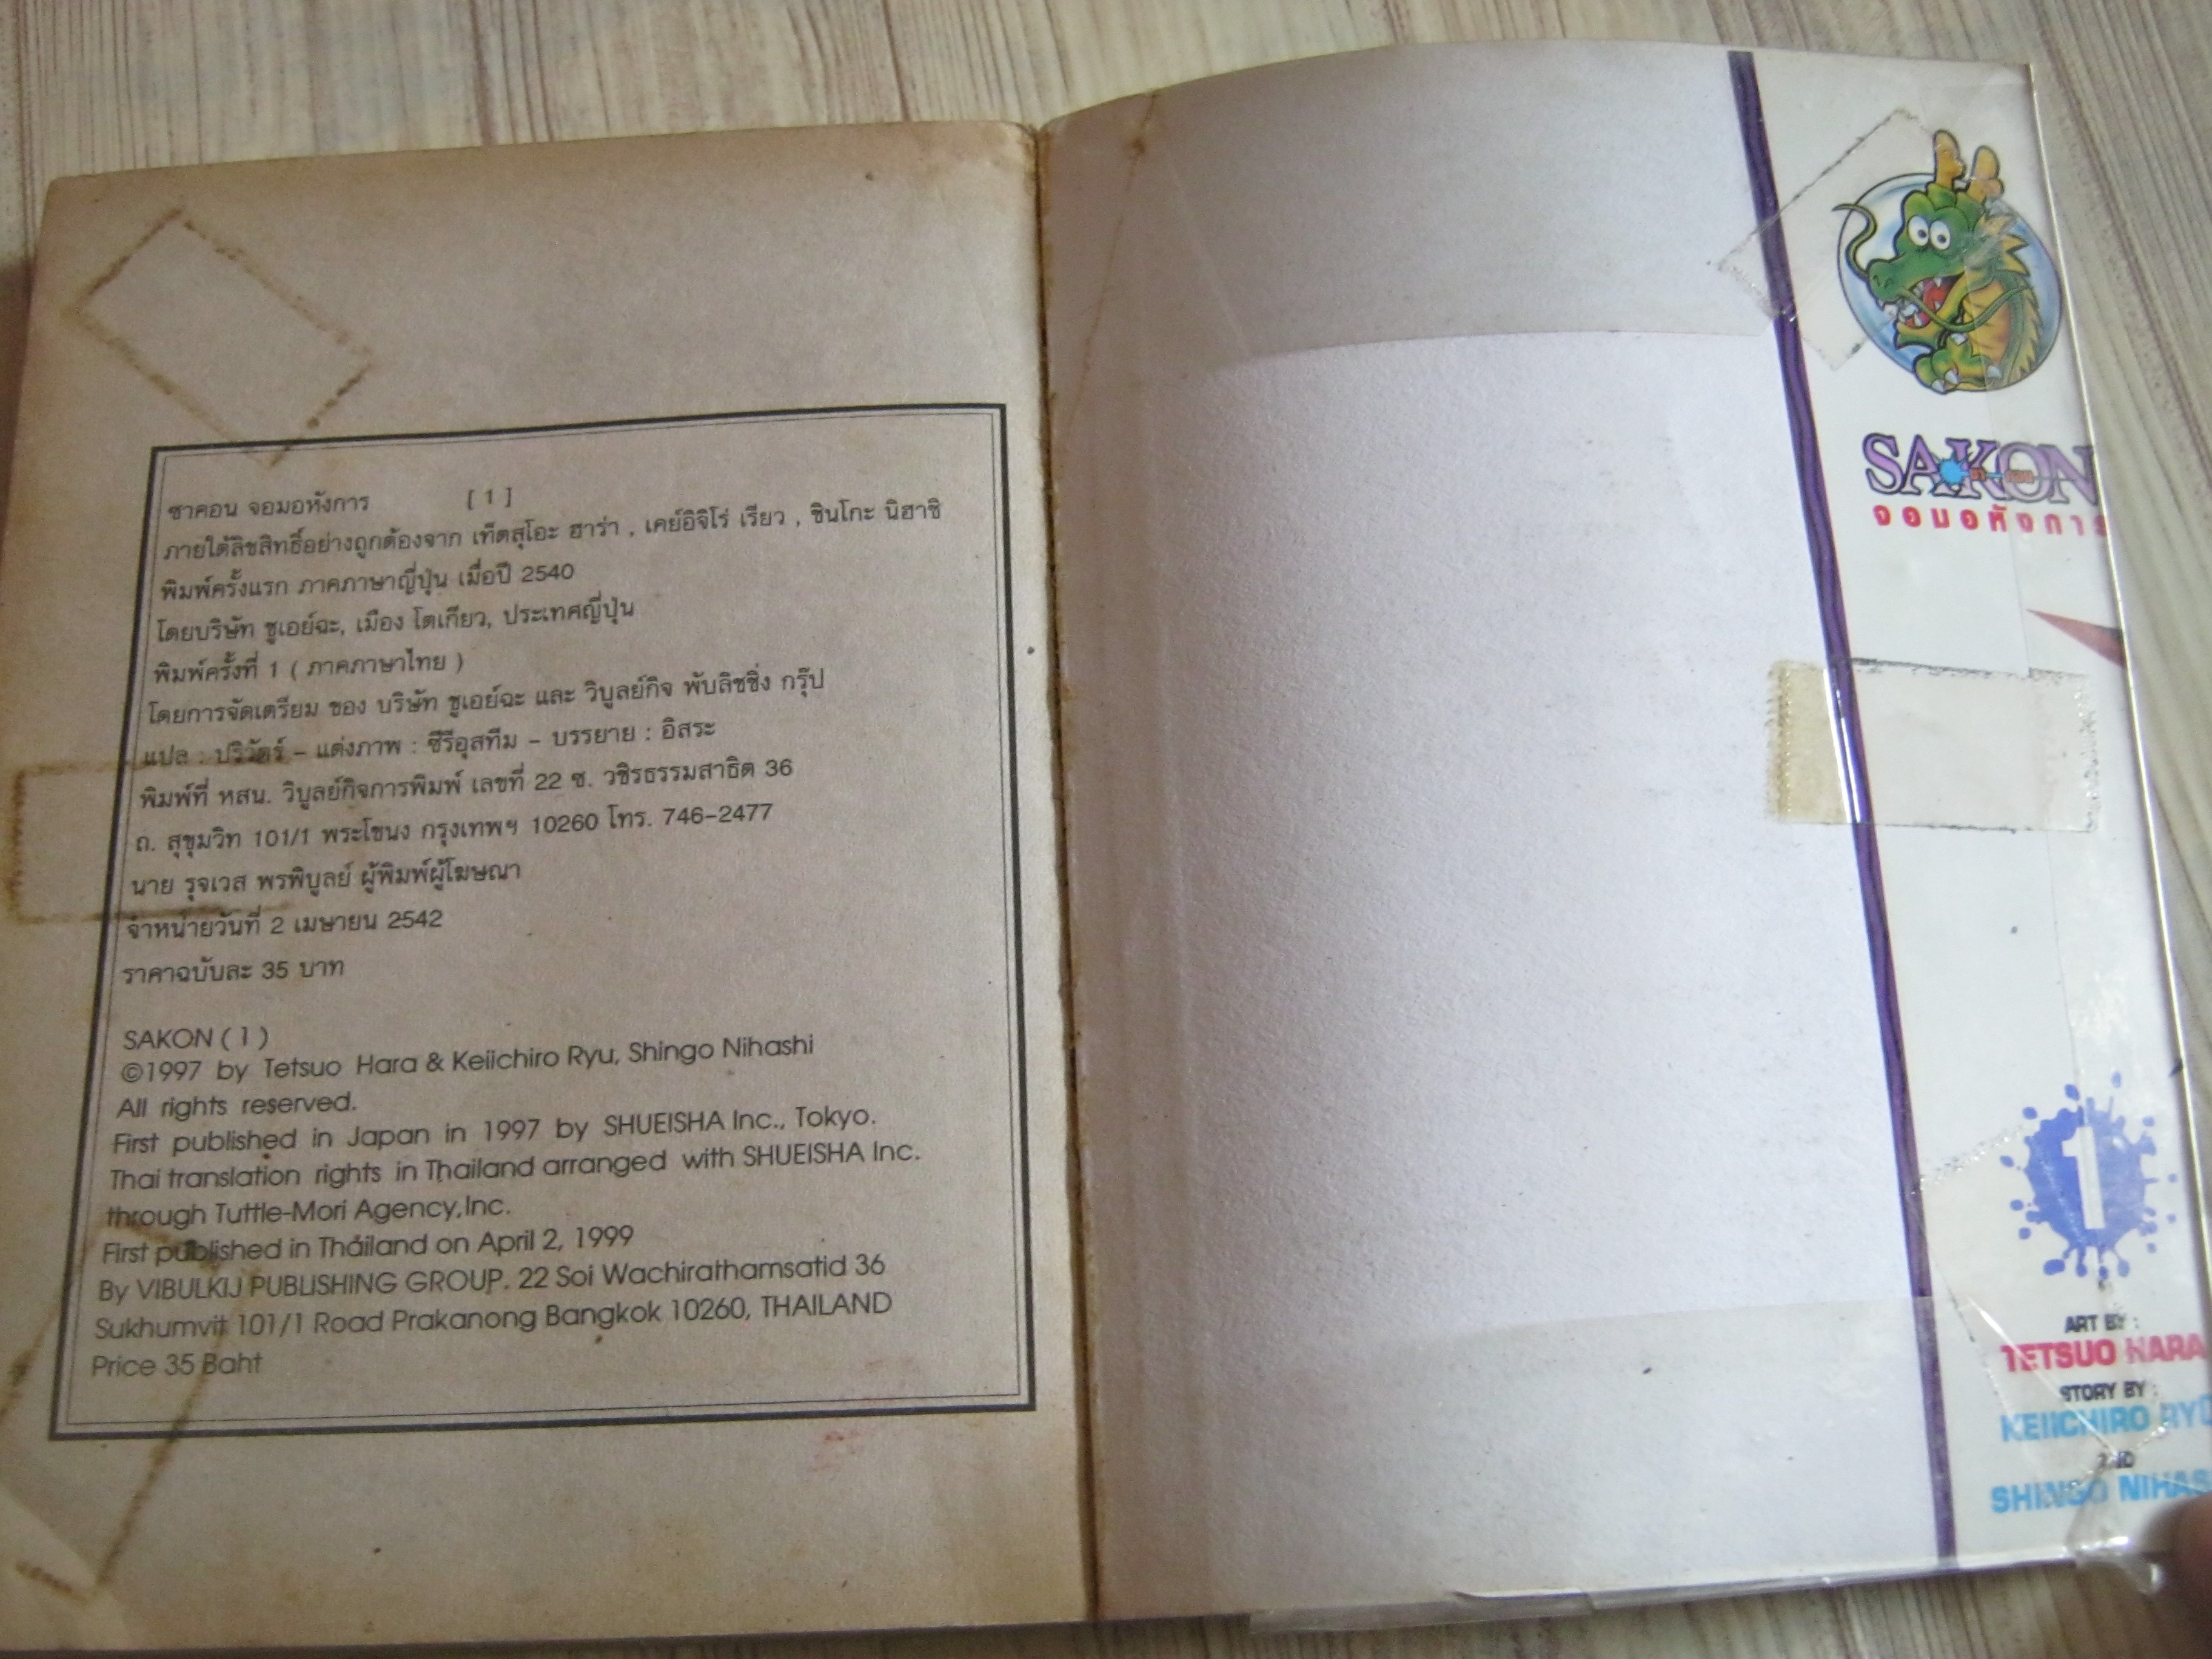 ซาคอน จอมอหังการ [ 1 ]
ภายใต้ลิขสิทธิ์อย่างถูกต้องจาก เท็ตสุโอะ ฮาร่า , เคย์อิจิโร่ เรียว , ชินโกะ นิฮาชิ
พิมพ์ครั้งแรก ภาคภาษาญี่ปุ่น เมื่อปี 2540
โดยบริษัท ชูเอย์ฉะ, เมือง โตเกียว, ประเทศญี่ปุ่น
พิมพ์ครั้งที่ 1 ( ภาคภาษาไทย )
โดยการจัดเตรียม ของ บริษัท ชูเอย์ฉะ และ วิบูลย์กิจ พับลิชชิ่ง กรุ๊ป
แปล : ปริวัตร์ – แต่งภาพ : ซีรีอุสทีม – บรรยาย : อิสระ
พิมพ์ที่ หสน. วิบูลย์กิจการพิมพ์ เลขที่ 22 ซ. วชิรธรรมสาธิต 36
ถ. สุขุมวิท 101/1 พระโขนง กรุงเทพฯ 10260 โทร. 746-2477
นาย รุจเวส พรพิบูลย์ ผู้พิมพ์ผู้โฆษณา
จำหน่ายวันที่ 2 เมษายน 2542
ราคาฉบับละ 35 บาท
SAKON ( 1 )
©1997 by Tetsuo Hara & Keiichiro Ryu, Shingo Nihashi
All rights reserved.
First published in Japan in 1997 by SHUEISHA Inc., Tokyo.
Thai translation rights in Thailand arranged with SHUEISHA Inc.
through Tuttle-Mori Agency,Inc.
First published in Thailand on April 2, 1999
By VIBULKIJ PUBLISHING GROUP. 22 Soi Wachirathamsatid 36
Sukhumvit 101/1 Road Prakanong Bangkok 10260, THAILAND
Price 35 Baht
SAKON
จอมอหังการ
1
ART BY :
TETSUO HARA
STORY BY :
KEIICHIRO RYU
AND
SHINGO NIHAS